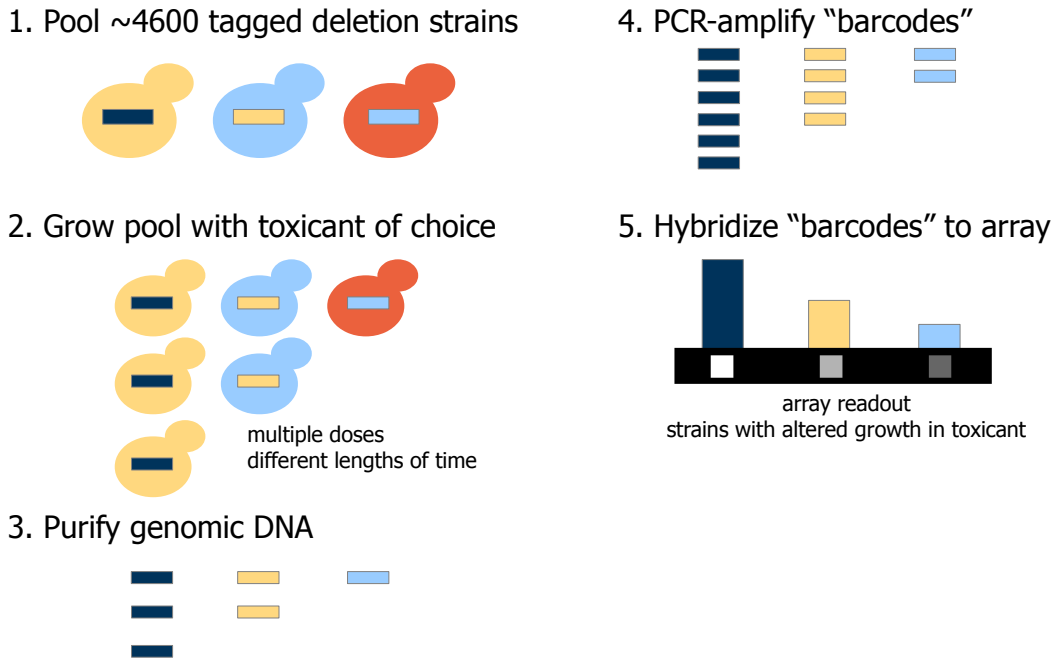 1. Pool ~4600 tagged deletion strains
2. Grow pool with toxicant of choice
multiple doses
different lengths of time
3. Purify genomic DNA
4. PCR-amplify “barcodes”
5. Hybridize “barcodes” to array
array readout
strains with altered growth in toxicant